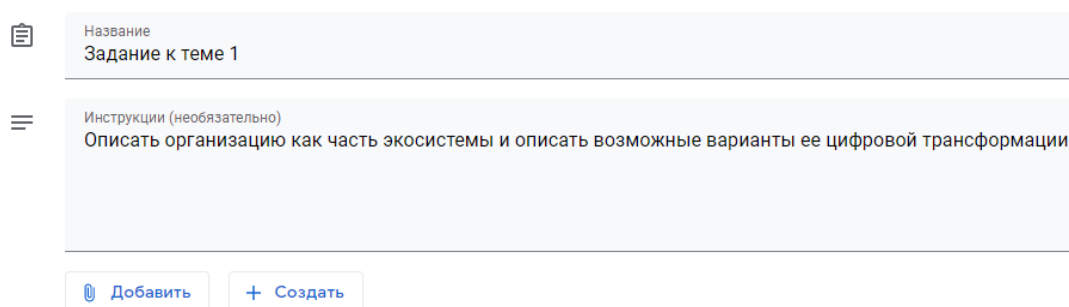 Название
Задание к теме 1
Инструкции (необязательно)
Описать организацию как часть экосистемы и описать возможные варианты ее цифровой трансформации
Добавить
Создать